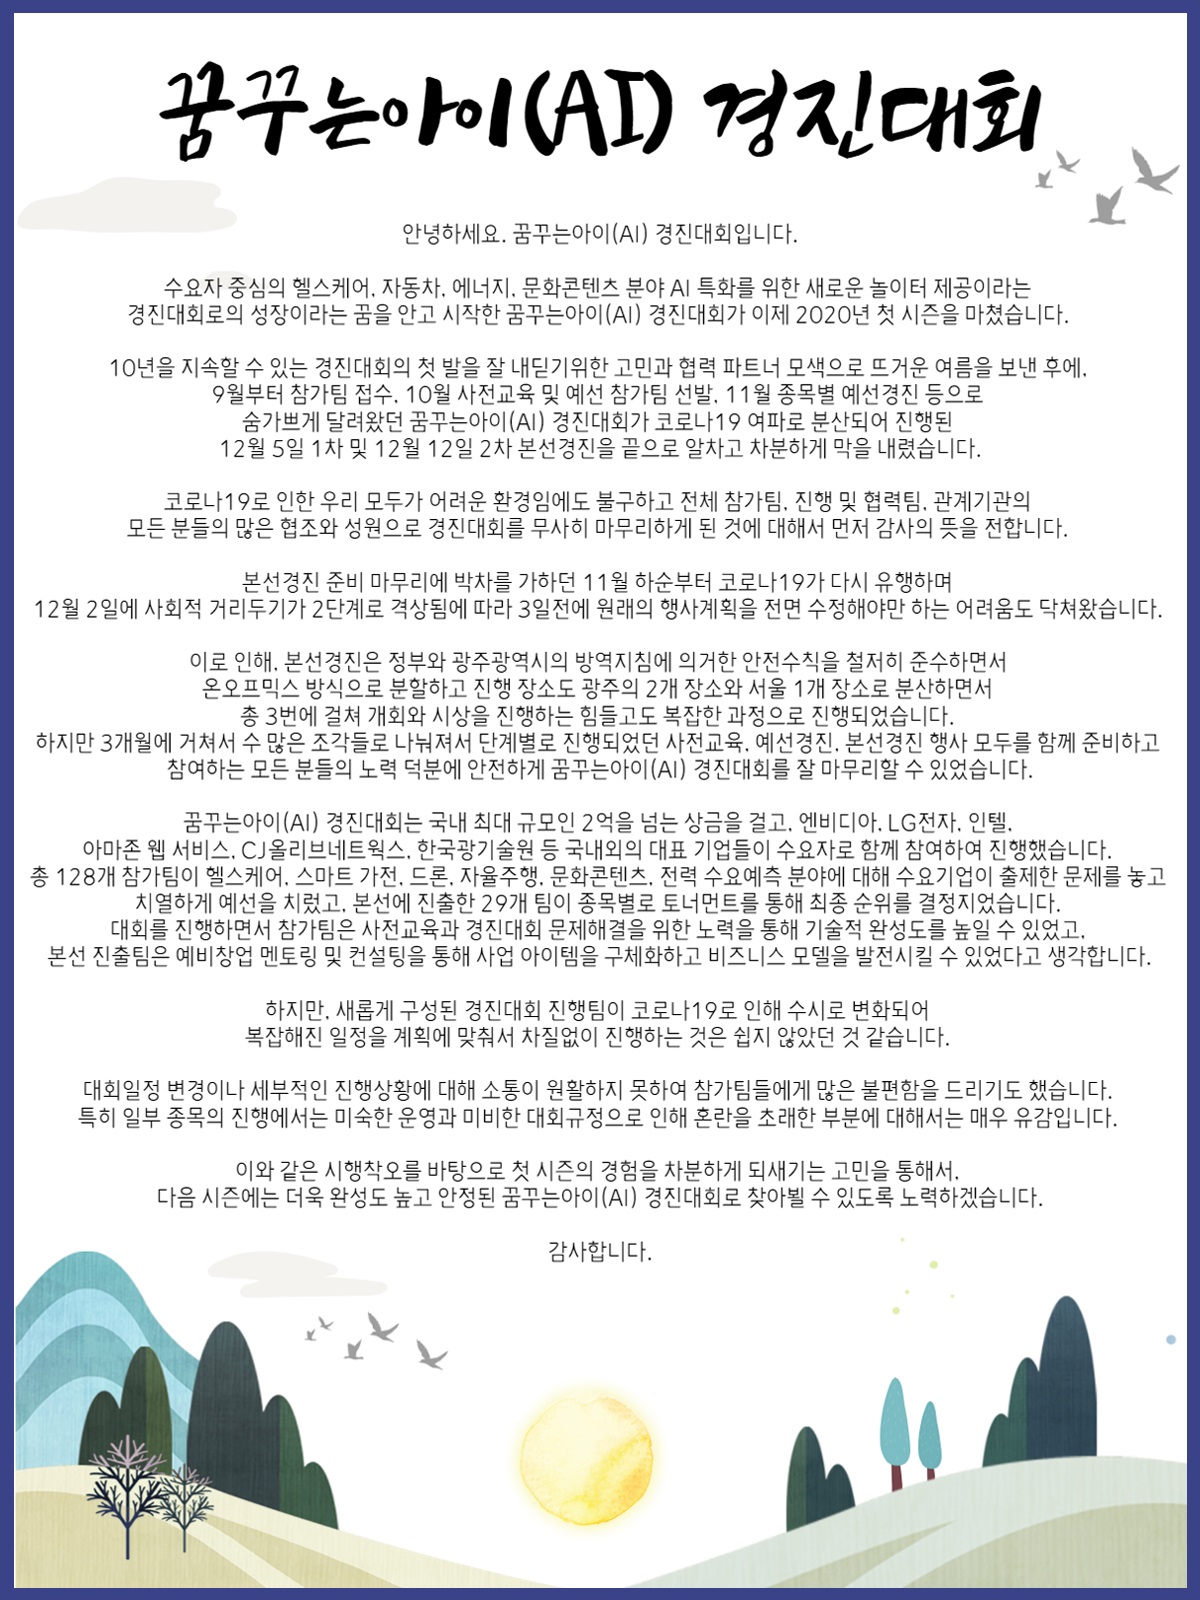 꿈꾸는아이(AI) 경진대회
안녕하세요. 꿈꾸는아이(AI) 경진대회입니다.
수요자 중심의 헬스케어, 자동차, 에너지, 문화콘텐츠 분야 AI 특화를 위한 새로운 놀이터 제공이라는
경진대회로의 성장이라는 꿈을 안고 시작한 꿈꾸는아이(AI) 경진대회가 이제 2020년 첫 시즌을 마쳤습니다.
10년을 지속할 수 있는 경진대회의 첫 발을 잘 내딛기위한 고민과 협력 파트너 모색으로 뜨거운 여름을 보낸 후에,
9월부터 참가팀 접수, 10월 사전교육 및 예선 참가팀 선발, 11월 종목별 예선경진 등으로
숨가쁘게 달려왔던 꿈꾸는아이(AI) 경진대회가 코로나19 여파로 분산되어 진행된
12월 5일 1차 및 12월 12일 2차 본선경진을 끝으로 알차고 차분하게 막을 내렸습니다.
코로나19로 인한 우리 모두가 어려운 환경임에도 불구하고 전체 참가팀, 진행 및 협력팀, 관계기관의
모든 분들의 많은 협조와 성원으로 경진대회를 무사히 마무리하게 된 것에 대해서 먼저 감사의 뜻을 전합니다.
본선경진 준비 마무리에 박차를 가하던 11월 하순부터 코로나19가 다시 유행하며
12월 2일에 사회적 거리두기가 2단계로 격상됨에 따라 3일전에 원래의 행사계획을 전면 수정해야만 하는 어려움도 닥쳐왔습니다.
이로 인해, 본선경진은 정부와 광주광역시의 방역지침에 의거한 안전수칙을 철저히 준수하면서
온오프믹스 방식으로 분할하고 진행 장소도 광주의 2개 장소와 서울 1개 장소로 분산하면서
총 3번에 걸쳐 개회와 시상을 진행하는 힘들고도 복잡한 과정으로 진행되었습니다.
하지만 3개월에 거쳐서 수 많은 조각들로 나눠져서 단계별로 진행되었던 사전교육, 예선경진, 본선경진 행사 모두를 함께 준비하고
참여하는 모든 분들의 노력 덕분에 안전하게 꿈꾸는아이(AI) 경진대회를 잘 마무리할 수 있었습니다.
꿈꾸는아이(AI) 경진대회는 국내 최대 규모인 2억을 넘는 상금을 걸고, 엔비디아, LG전자, 인텔,
아마존 웹 서비스, CJ올리브네트웍스, 한국광기술원 등 국내외의 대표 기업들이 수요자로 함께 참여하여 진행했습니다.
총 128개 참가팀이 헬스케어, 스마트 가전, 드론, 자율주행, 문화콘텐츠, 전력 수요예측 분야에 대해 수요기업이 출제한 문제를 놓고
치열하게 예선을 치렀고, 본선에 진출한 29개 팀이 종목별로 토너먼트를 통해 최종 순위를 결정지었습니다.
대회를 진행하면서 참가팀은 사전교육과 경진대회 문제해결을 위한 노력을 통해 기술적 완성도를 높일 수 있었고,
본선 진출팀은 예비창업 멘토링 및 컨설팅을 통해 사업 아이템을 구체화하고 비즈니스 모델을 발전시킬 수 있었다고 생각합니다.
하지만, 새롭게 구성된 경진대회 진행팀이 코로나19로 인해 수시로 변화되어
복잡해진 일정을 계획에 맞춰서 차질없이 진행하는 것은 쉽지 않았던 것 같습니다.
대회일정 변경이나 세부적인 진행상황에 대해 소통이 원활하지 못하여 참가팀들에게 많은 불편함을 드리기도 했습니다.
특히 일부 종목의 진행에서는 미숙한 운영과 미비한 대회규정으로 인해 혼란을 초래한 부분에 대해서는 매우 유감입니다.
이와 같은 시행착오를 바탕으로 첫 시즌의 경험을 차분하게 되새기는 고민을 통해서,
다음 시즌에는 더욱 완성도 높고 안정된 꿈꾸는아이(AI) 경진대회로 찾아뵐 수 있도록 노력하겠습니다.
감사합니다.